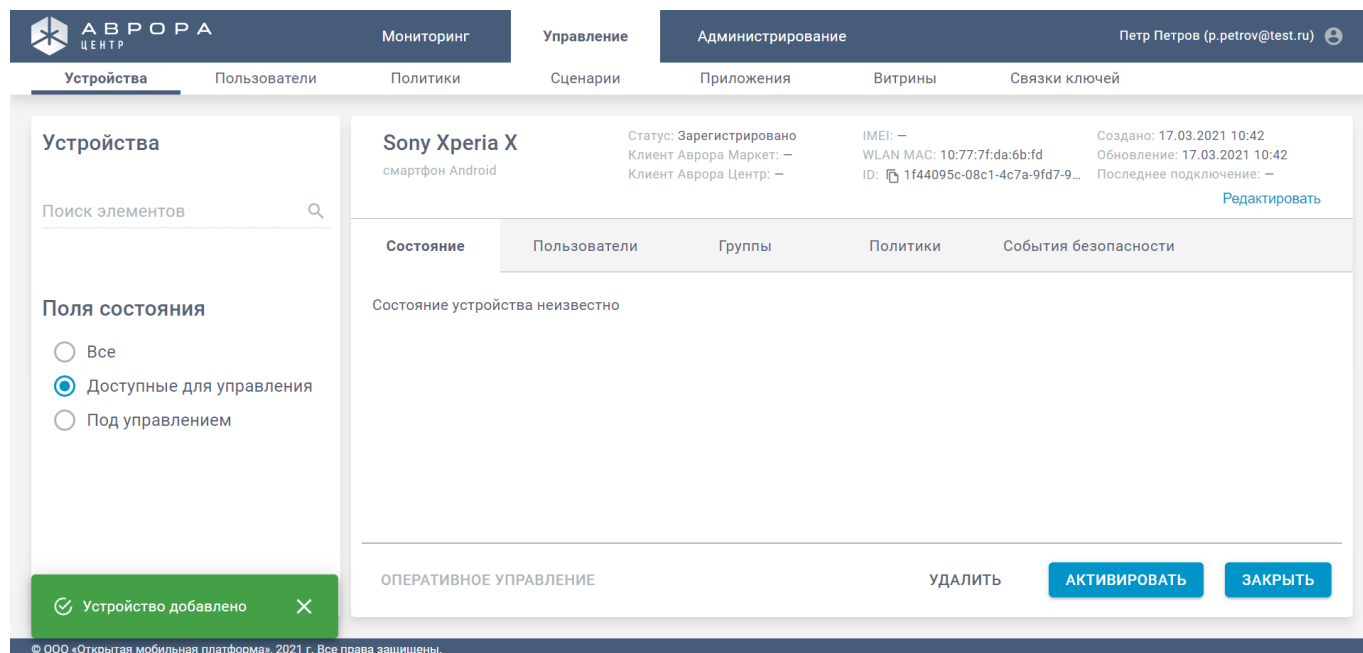 АВРОРА
ЦЕНТР
Мониторинг
Управление
Администрирование
Петр Петров (p.petrov@test.ru)
Устройства
Пользователи
Политики
Сценарии
Приложения
Витрины
Связки ключей
Устройства
Поиск элементов
Поля состояния
Все
Доступные для управления
Под управлением
Sony Xperia X
смартфон Android
Статус: Зарегистрировано
Клиент Аврора Маркет: —
Клиент Аврора Центр: —
IMEI: —
WLAN MAC: 10:77:7f:da:6b:fd
ID: 1f44095c-08c1-4c7a-9fd7-9...
Создано: 17.03.2021 10:42
Обновление: 17.03.2021 10:42
Последнее подключение: —
Редактировать
Состояние
Пользователи
Группы
Политики
События безопасности
Состояние устройства неизвестно
ОПЕРАТИВНОЕ УПРАВЛЕНИЕ
УДАЛИТЬ
АКТИВИРОВАТЬ
ЗАКРЫТЬ
Устройство добавлено
© ООО «Открытая мобильная платформа», 2021 г. Все права защищены.